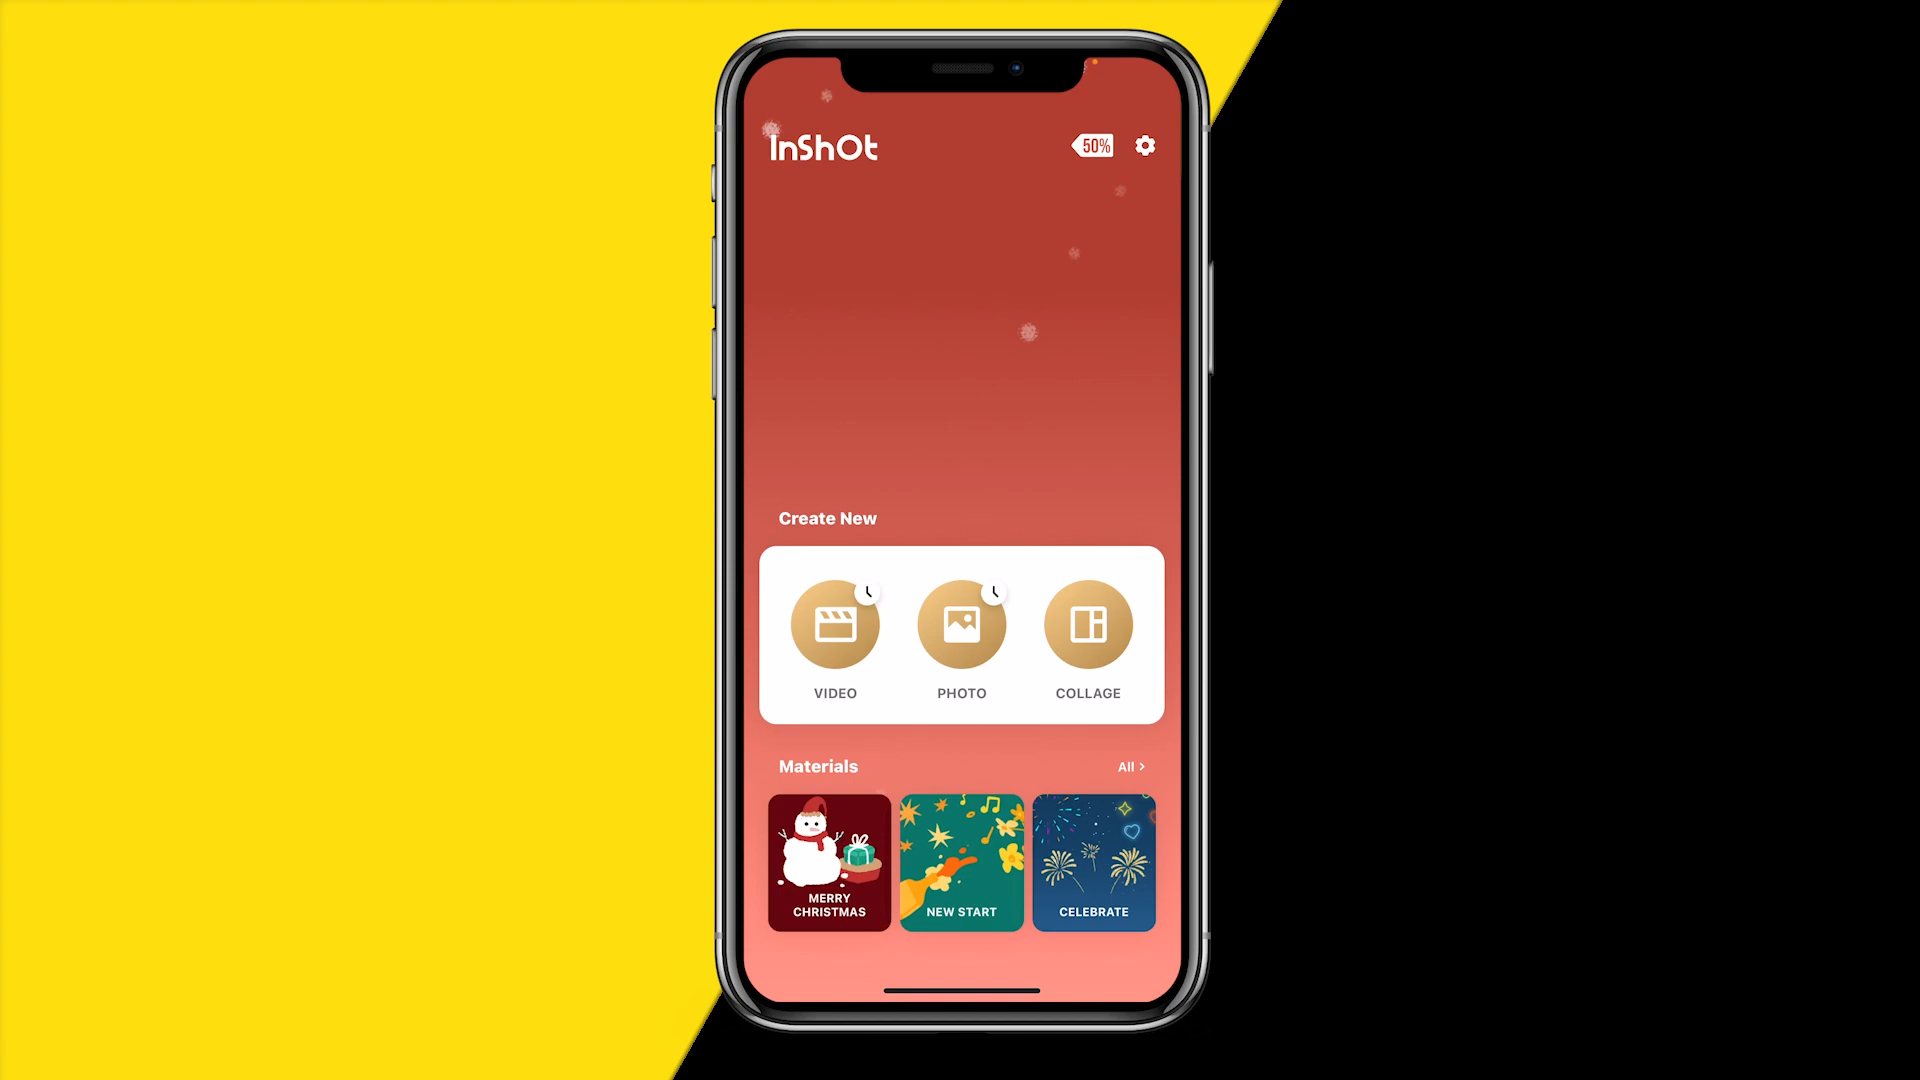 InShOt
50%
Create New
VIDEO
PHOTO
COLLAGE
Materials
All >
MERRY
CHRISTMAS
NEW START
CELEBRATE